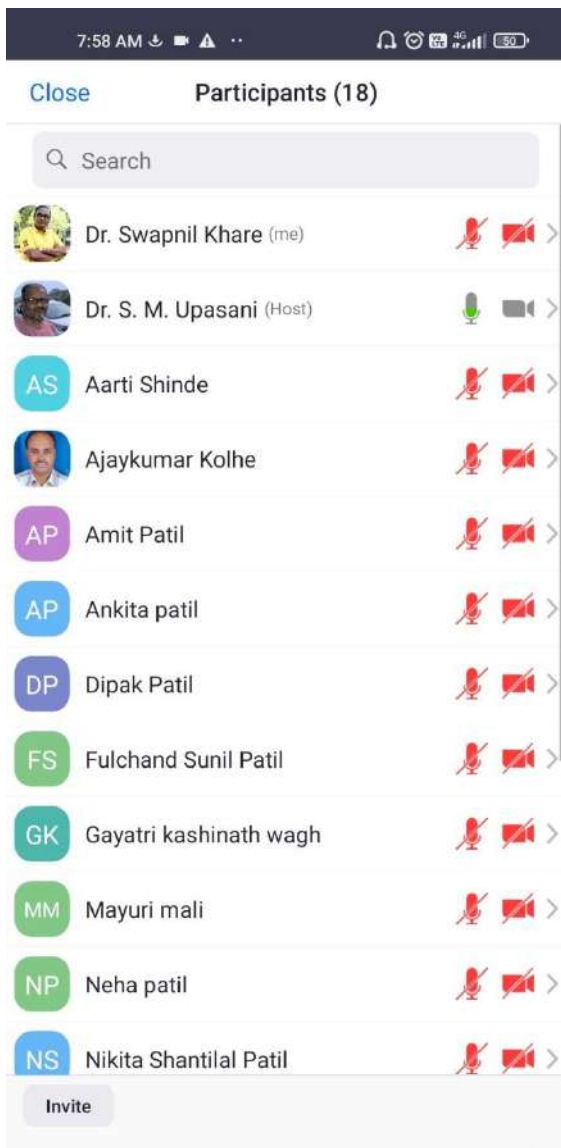 7:58 AM
4G
50
Close
Participants (18)
Search
Dr. Swapnil Khare (me)
Dr. S. M. Upasani (Host)
AS Aarti Shinde
Ajaykumar Kolhe
AP Amit Patil
AP Ankita patil
DP Dipak Patil
FS Fulchand Sunil Patil
GK Gayatri kashinath wagh
MM Mayuri mali
NP Neha patil
NS Nikita Shantilal Patil
Invite